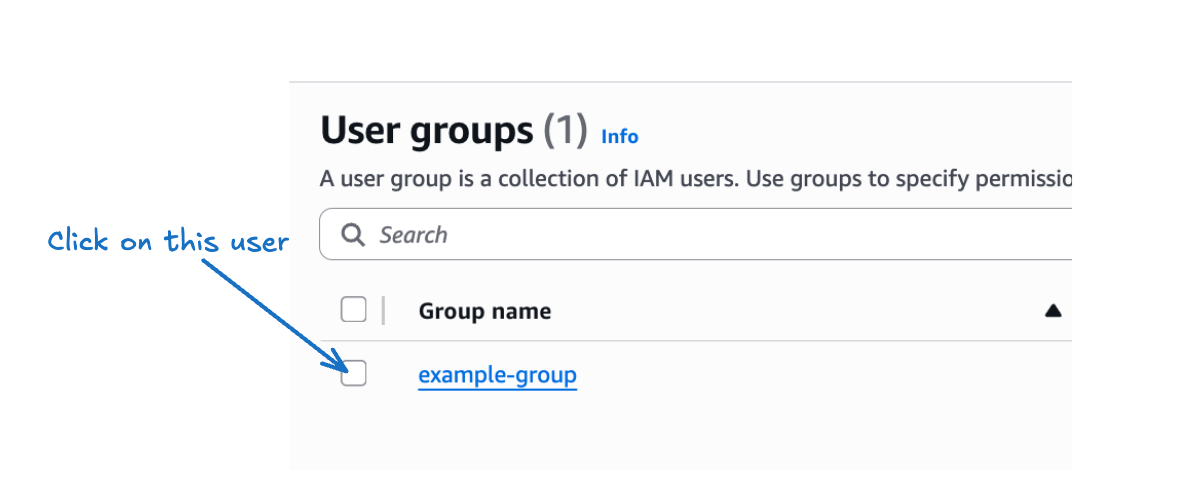 User groups (1) Info
A user group is a collection of IAM users. Use groups to specify permissio
Search
Click on this user
Group name
example-group